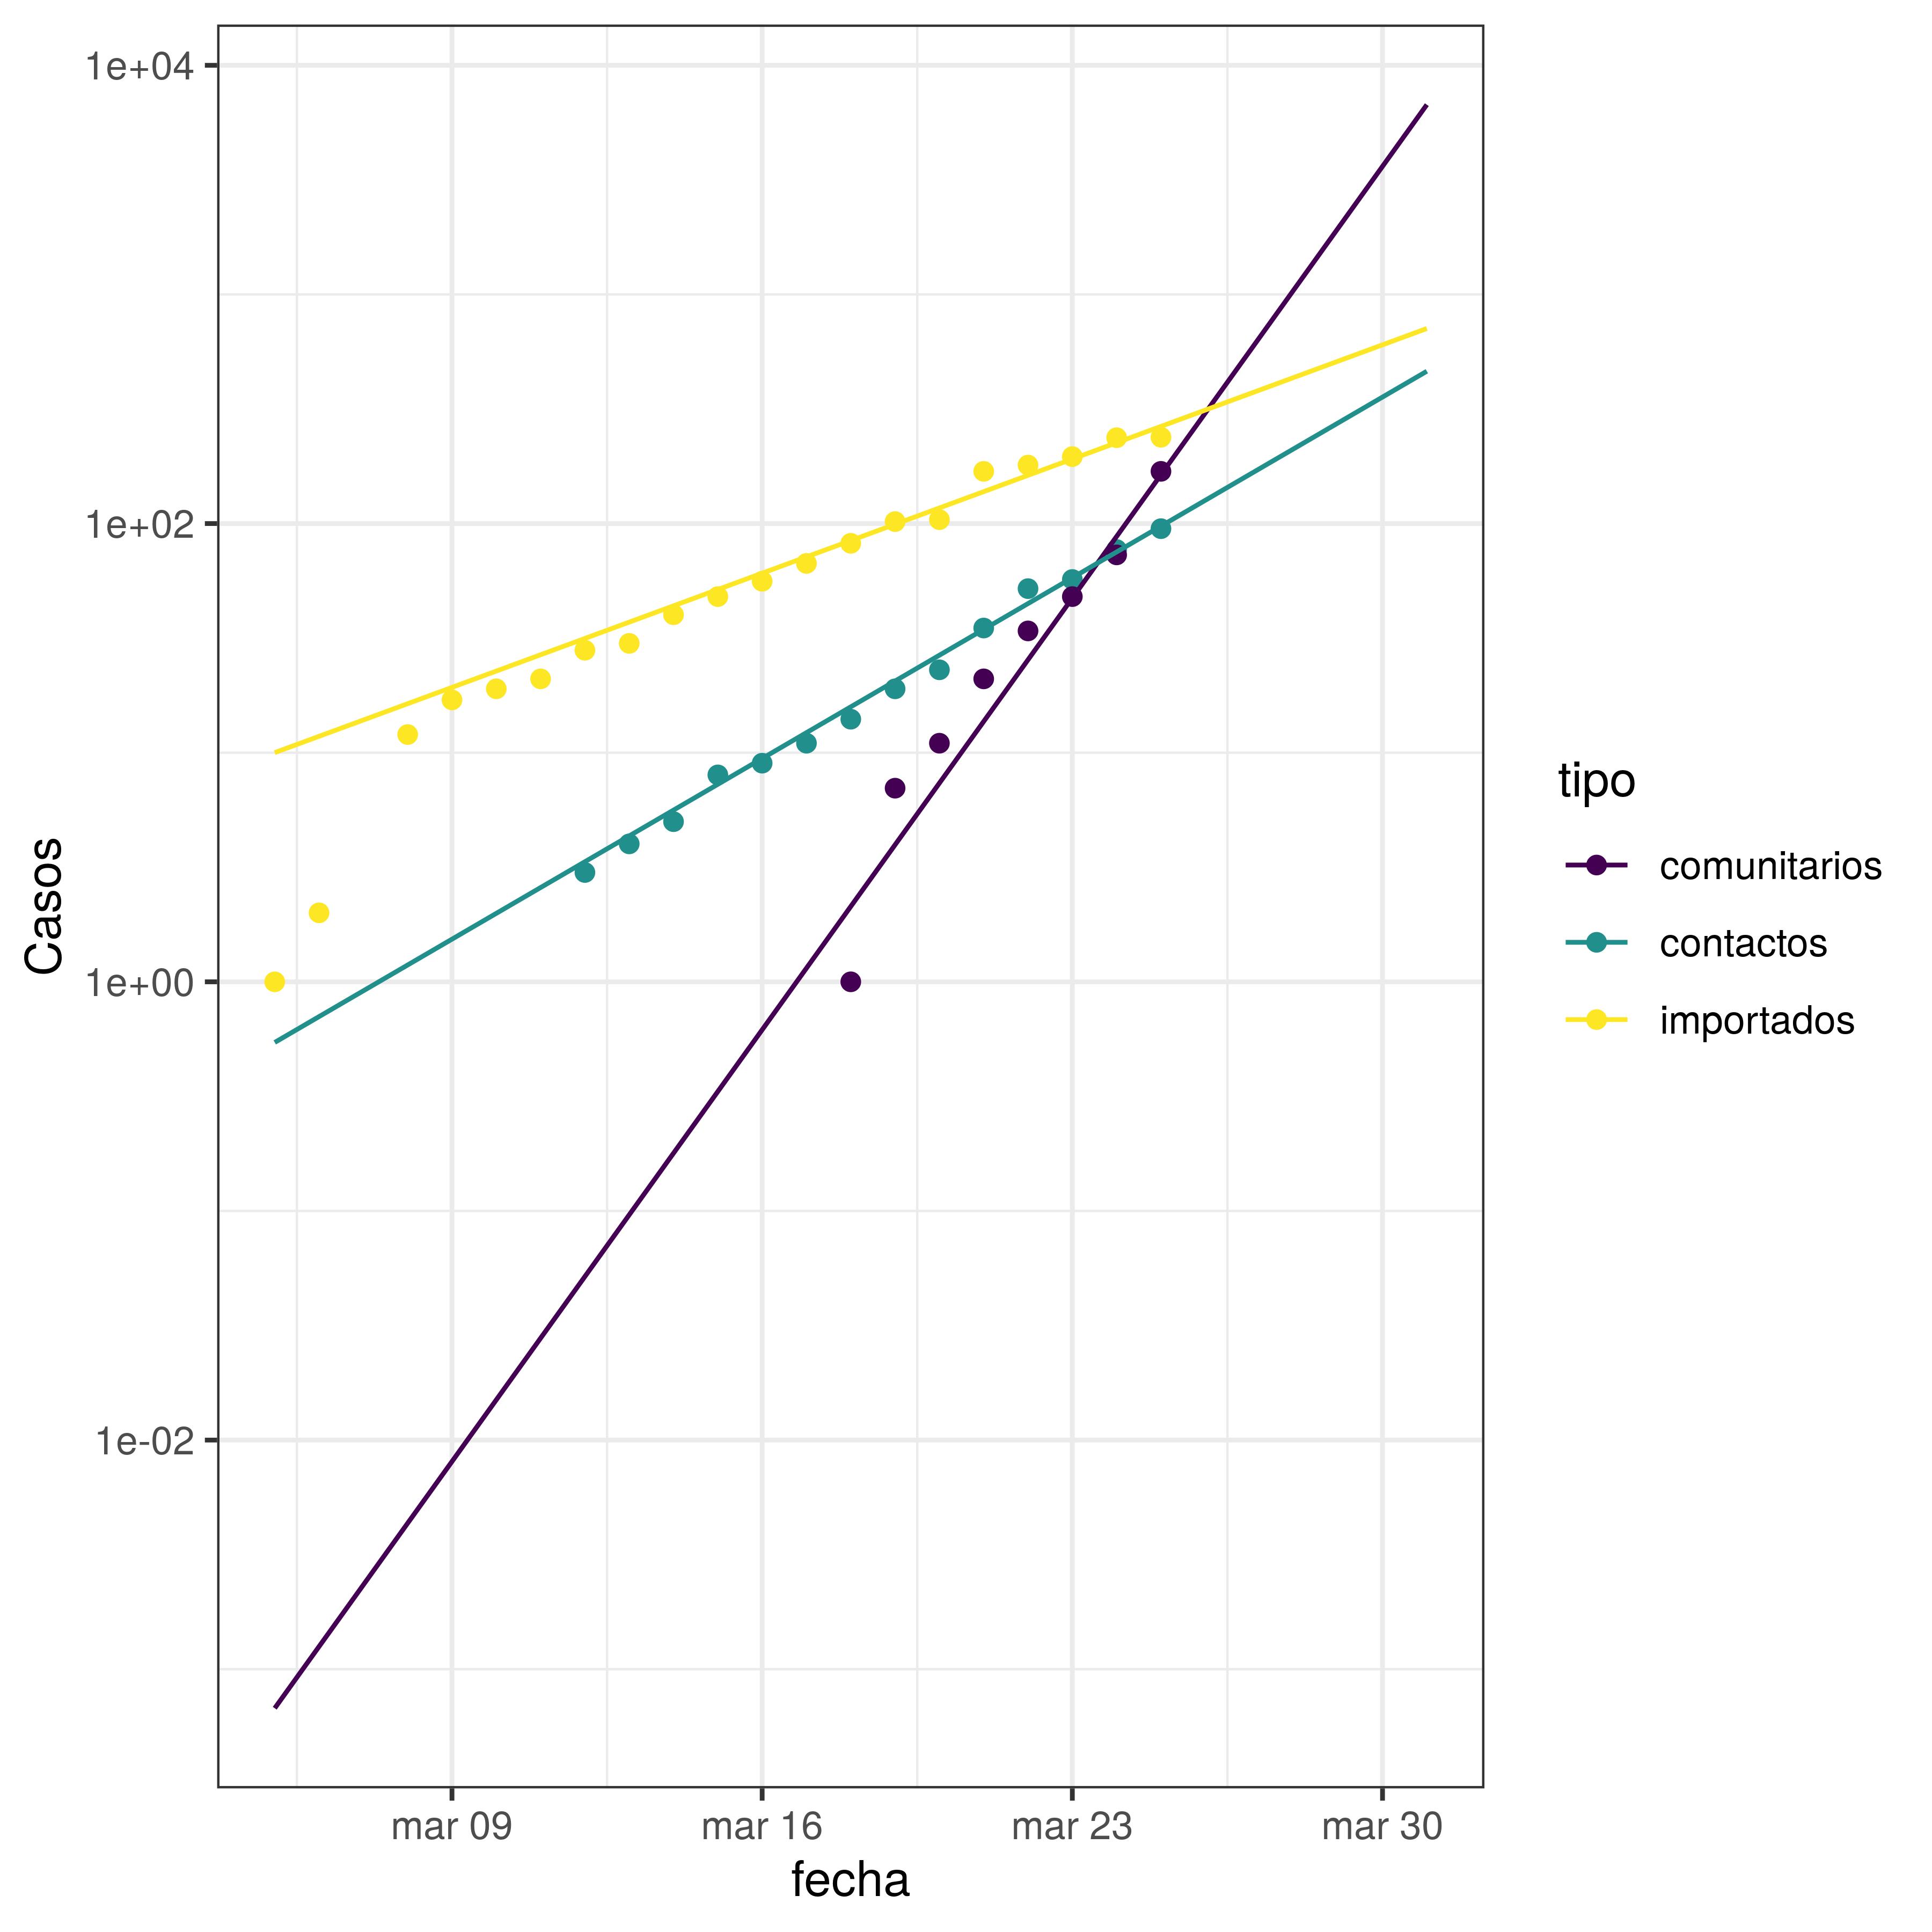 1e+04
1e+02
1e+00
1e-02
Casos
mar 09
mar 16
mar 23
mar 30
fecha
tipo
comunitarios
contactos
importados